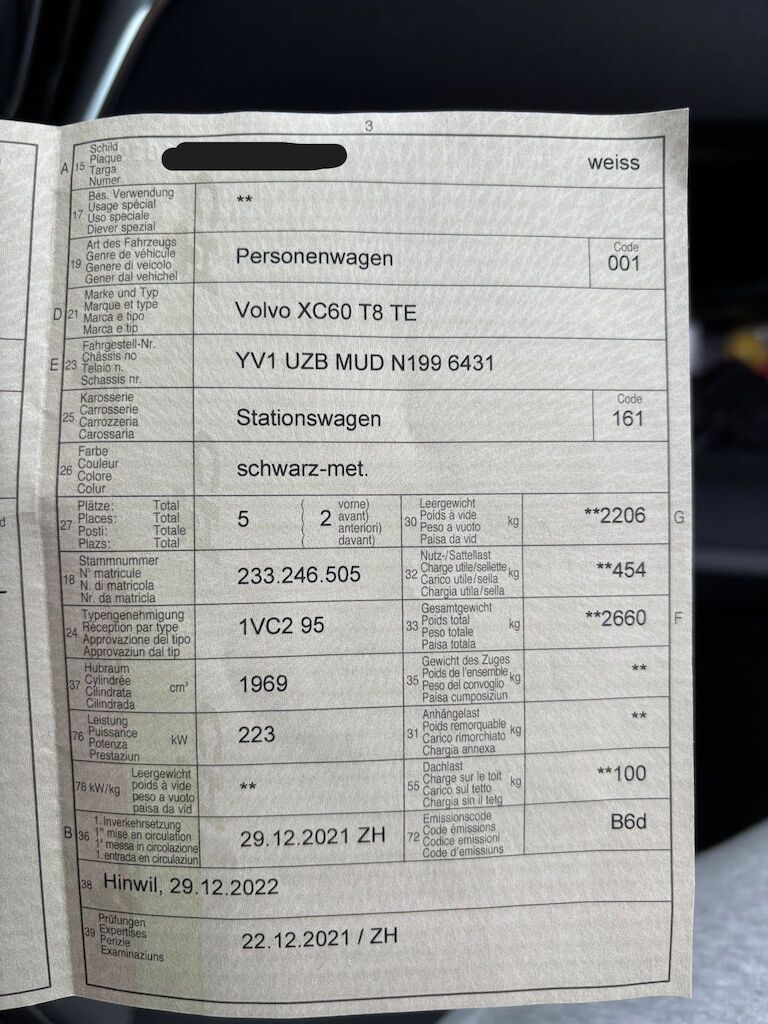 3
A 15 Schild
Plaque
Targa
Numer
weiss
17 Bes. Verwendung
Usage spécial
Uso speciale
Diever spezial
**
19 Art des Fahrzeugs
Genre de véhicule
Genere di veicolo
Gener dal vehichel
Personenwagen
Code
001
D 21 Marke und Typ
Marque et type
Marca e tipo
Marca e tip
Volvo XC60 T8 TE
E 23 Fahrgestell-Nr.
Châssis no
Telaio n.
Schassis nr.
YV1 UZB MUD N199 6431
25 Karosserie
Carrosserie
Carrozzeria
Carossaria
Stationswagen
Code
161
26 Farbe
Couleur
Colore
Colur
schwarz-met.
27 Plätze: Total
Places: Total
Posti: Totale
Plazs: Total
5
( 2 vorne)
avant)
anteriori)
( davant)
30 Leergewicht
Poids à vide
Peso a vuoto
Paisa da vid
kg
**2206
G
18 Stammnummer
N° matricule
N. di matricola
Nr. da matricla
233.246.505
32 Nutz-/Sattellast
Charge utile/sellette
Carico utile/sella
Chargia utila/sella
kg
**454
24 Typengenehmigung
Réception par type
Approvazione del tipo
Approvaziun dal tip
1VC2 95
33 Gesamtgewicht
Poids total
Peso totale
Paisa totala
kg
**2660
F
37 Hubraum
Cylindrée
Cilindrata
Cilindrada
cm³
1969
35 Gewicht des Zuges
Poids de l'ensemble
Peso del convoglio
Paisa cumposiziun
kg
**
76 Leistung
Puissance
Potenza
Prestaziun
kW
223
31 Anhängelast
Poids remorquable
Carico rimorchiato
Chargia annexa
kg
**
78 kW/kg Leergewicht
poids à vide
peso a vuoto
paisa da vid
**
55 Dachlast
Charge sur le toit
Carico sul tetto
Chargia sin il tetg
kg
**100
B 36 1. Inverkehrsetzung
1re mise en circulation
1a messa in circolazione
1. entrada en circulaziun
29.12.2021 ZH
72 Emissionscode
Code émissions
Codice emissioni
Code d'emissiuns
B6d
38 Hinwil, 29.12.2022
39 Prüfungen
Expertises
Perizie
Examinaziuns
22.12.2021 / ZH